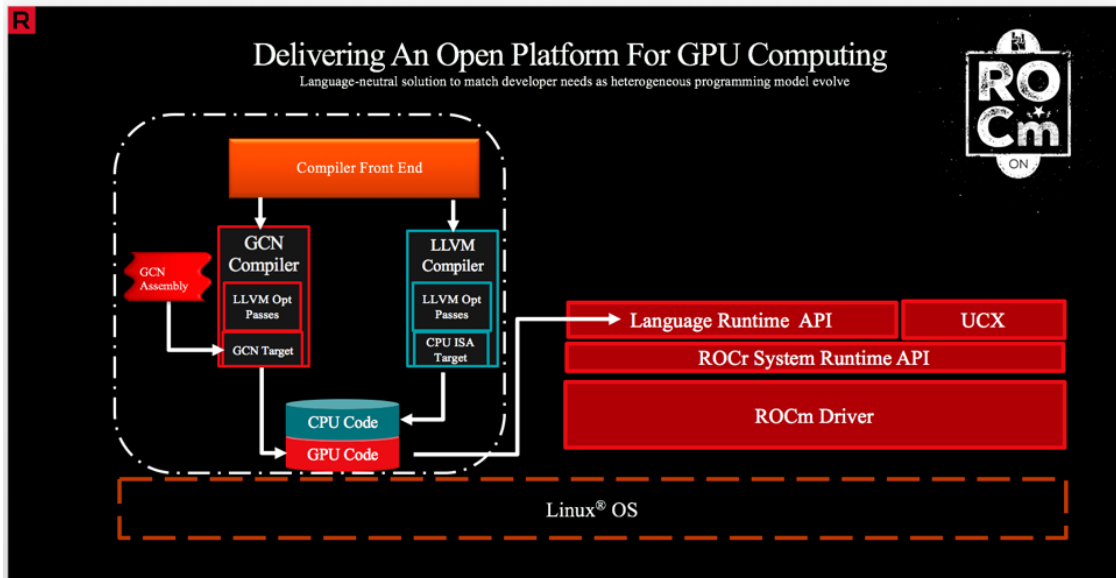 R
Delivering An Open Platform For GPU Computing
Language-neutral solution to match developer needs as heterogeneous programming model evolve
RO
Cm
ON
Compiler Front End
GCN
Compiler
LLVM Opt
Passes
GCN Target
GCN
Assembly
LLVM
Compiler
LLVM Opt
Passes
CPU ISA
Target
CPU Code
GPU Code
Language Runtime API
UCX
ROCr System Runtime API
ROCm Driver
Linux® OS